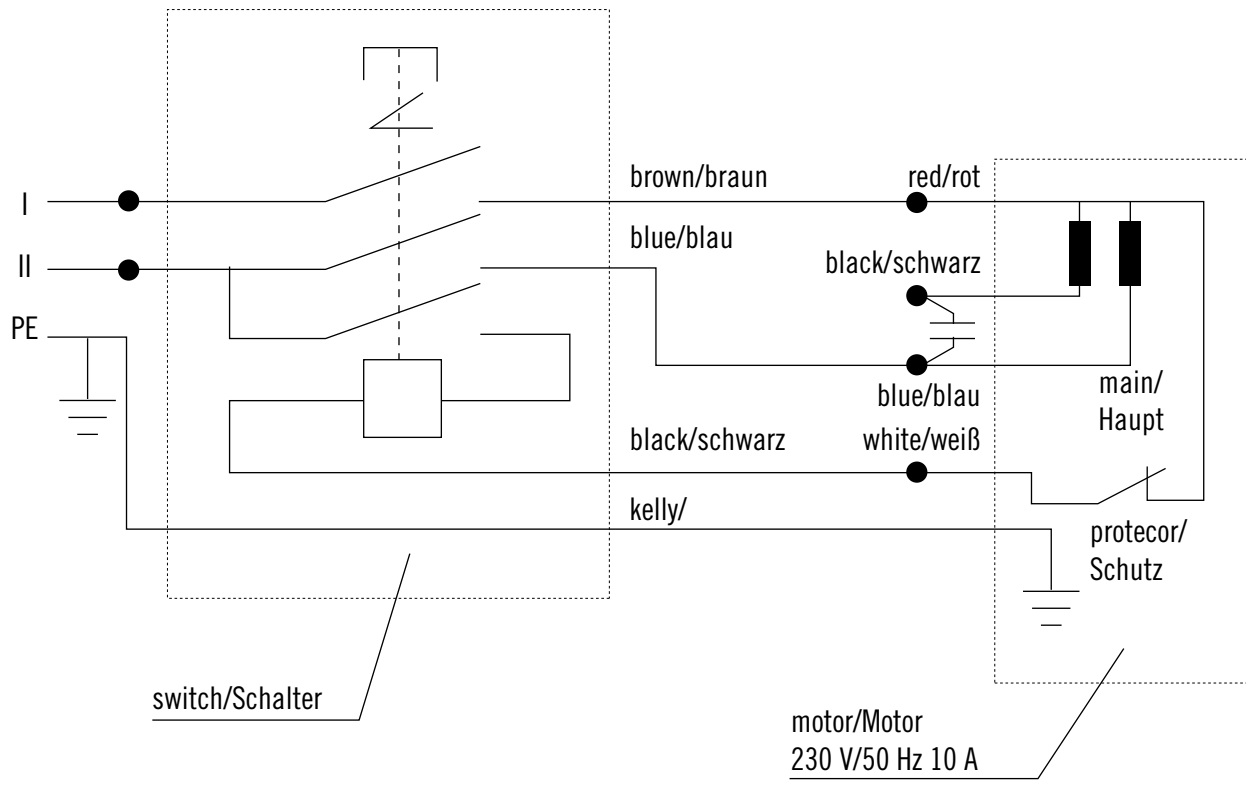 I
II
PE
brown/braun
blue/blau
red/rot
black/schwarz
blue/blau
main/
Haupt
black/schwarz
white/weiß
kelly/
protecor/
Schutz
switch/Schalter
motor/Motor
230 V/50 Hz 10 A